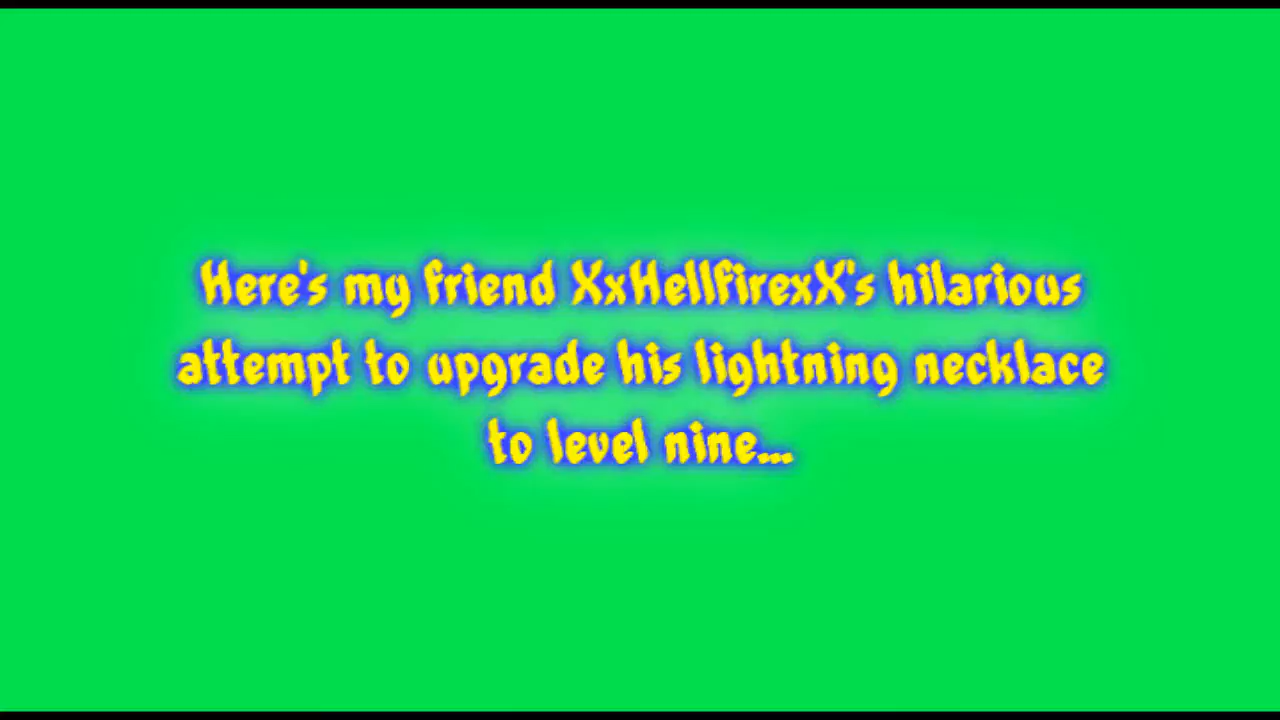 Here's my friend XxHellfirexX's hilarious
attempt to upgrade his lightning necklace
to level nine...